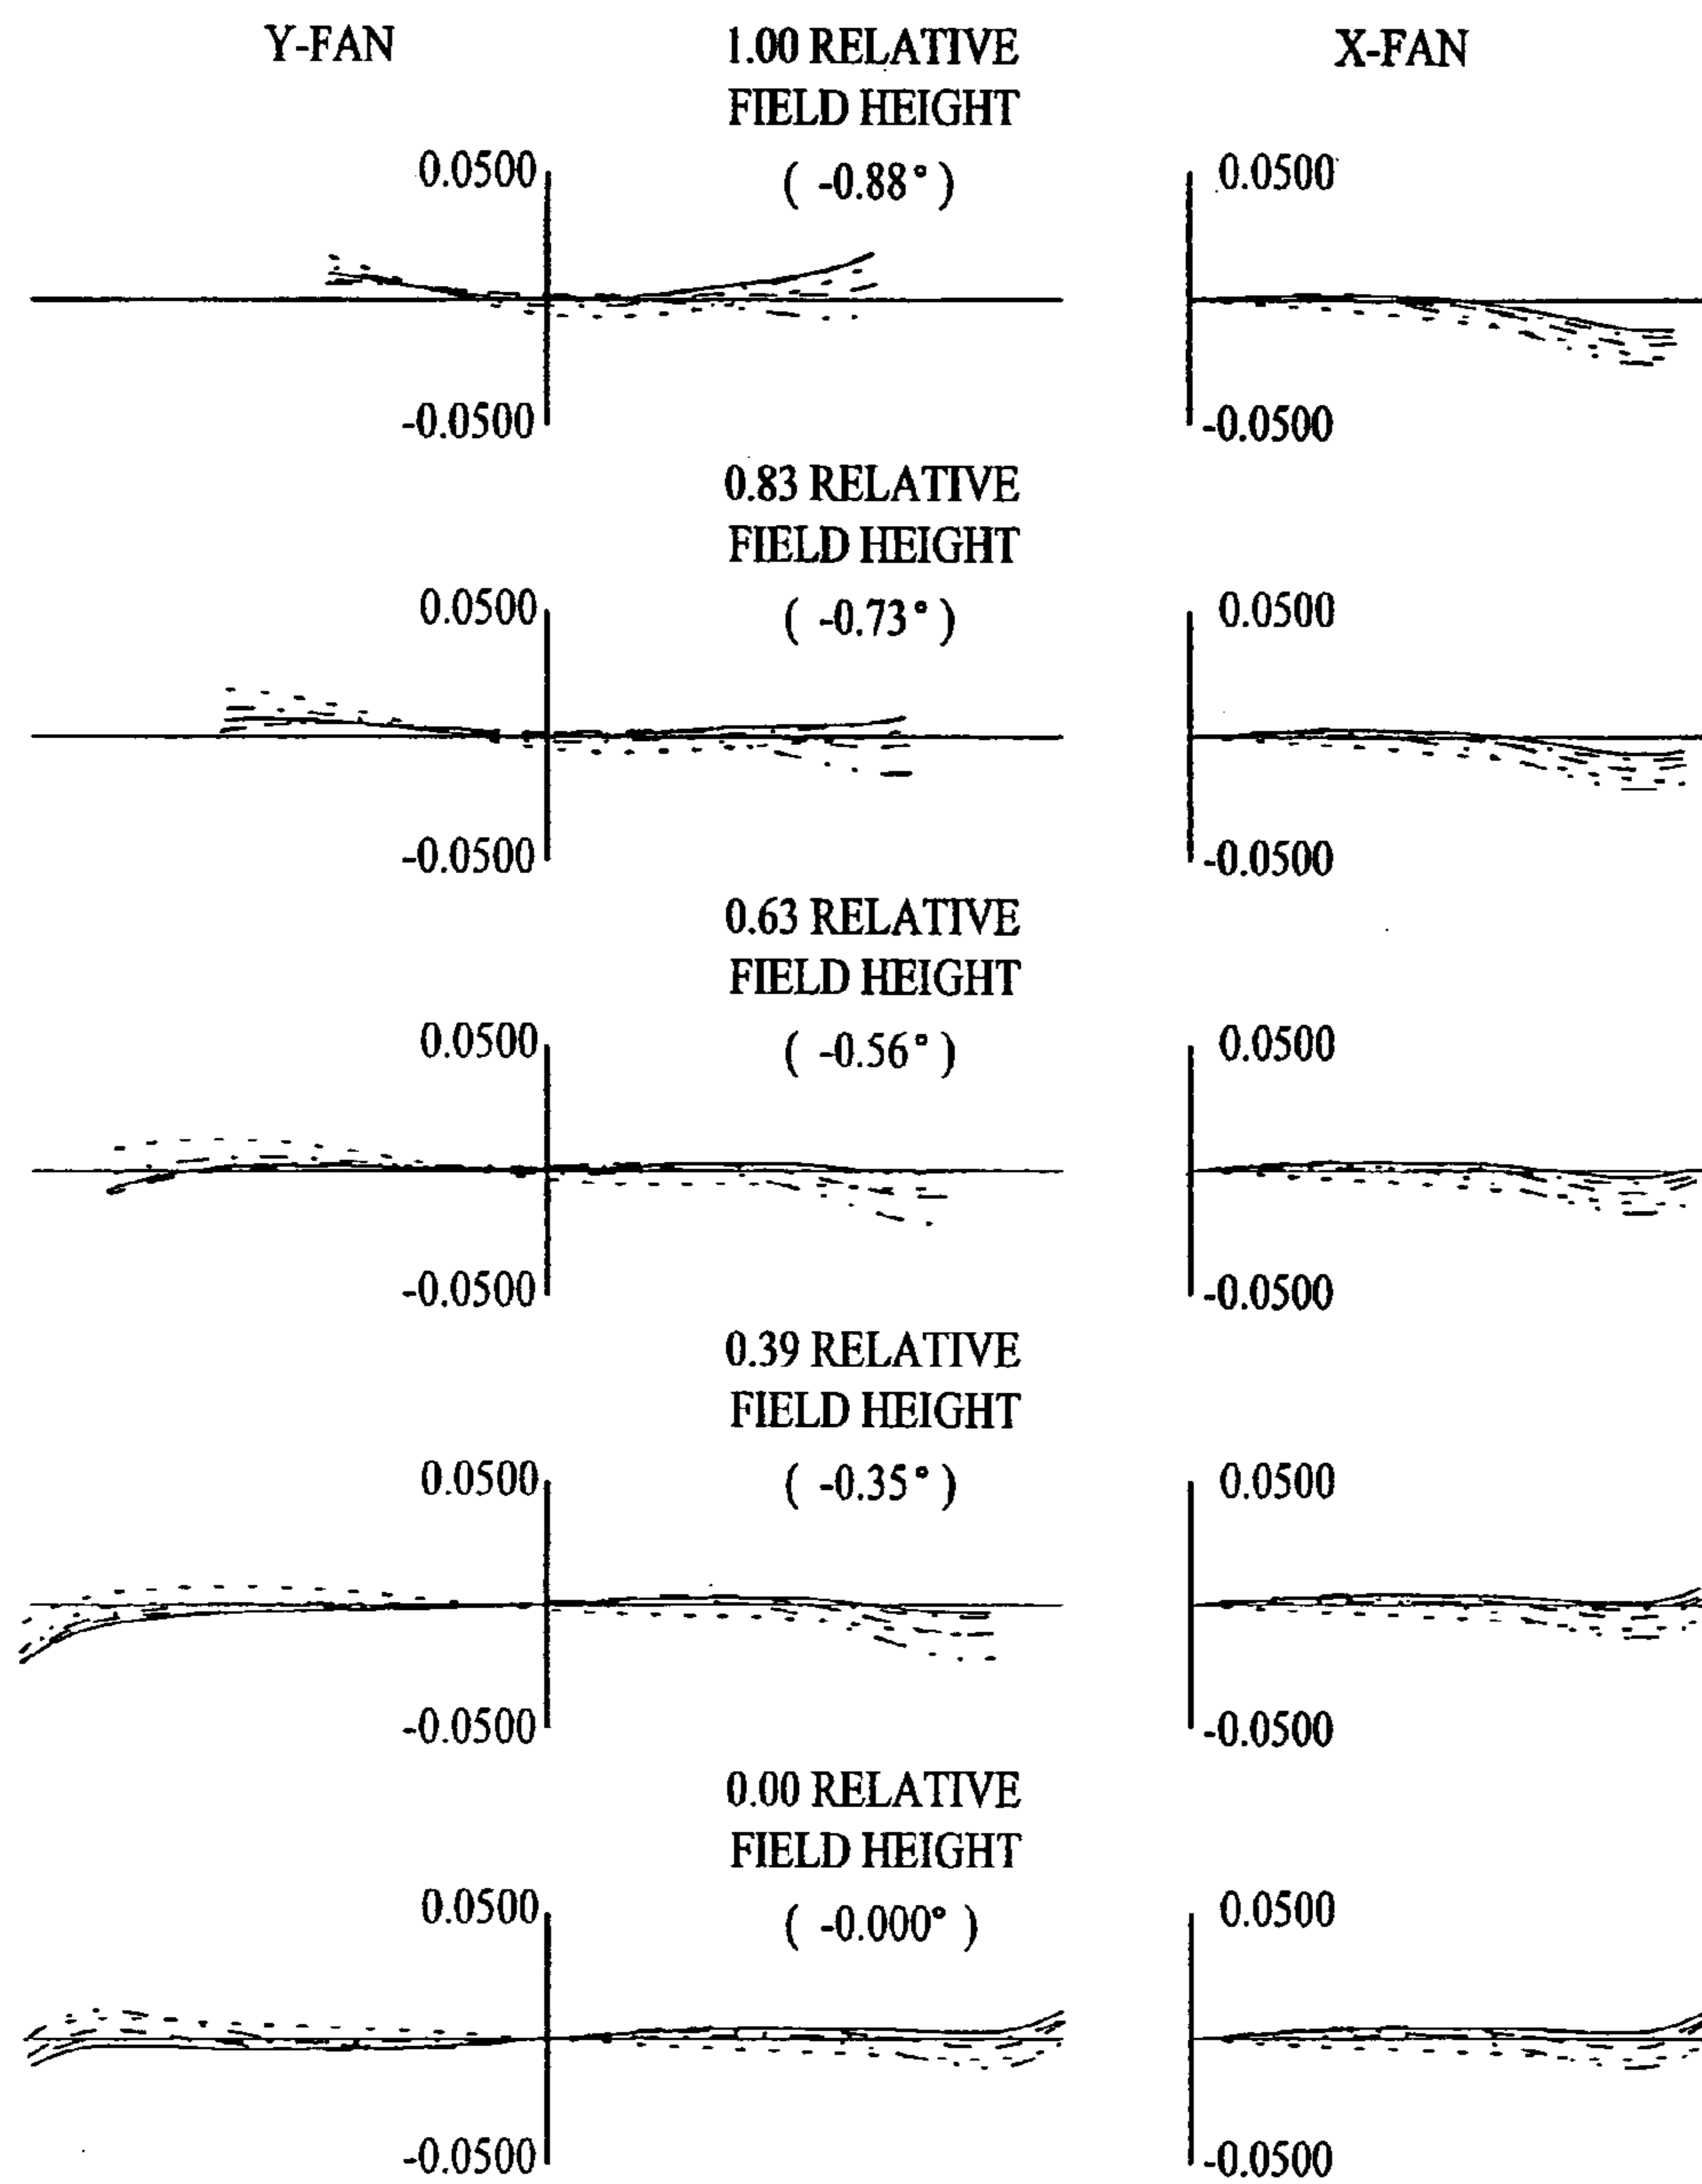 Y-FAN
1.00 RELATIVE
FIELD HEIGHT
( -0.88° )
X-FAN
0.0500
-0.0500
0.0500
-0.0500
0.83 RELATIVE
FIELD HEIGHT
( -0.73° )
0.0500
-0.0500
0.0500
-0.0500
0.63 RELATIVE
FIELD HEIGHT
( -0.56° )
0.0500
-0.0500
0.0500
-0.0500
0.39 RELATIVE
FIELD HEIGHT
( -0.35° )
0.0500
-0.0500
0.0500
-0.0500
0.00 RELATIVE
FIELD HEIGHT
( -0.000° )
0.0500
-0.0500
0.0500
-0.0500